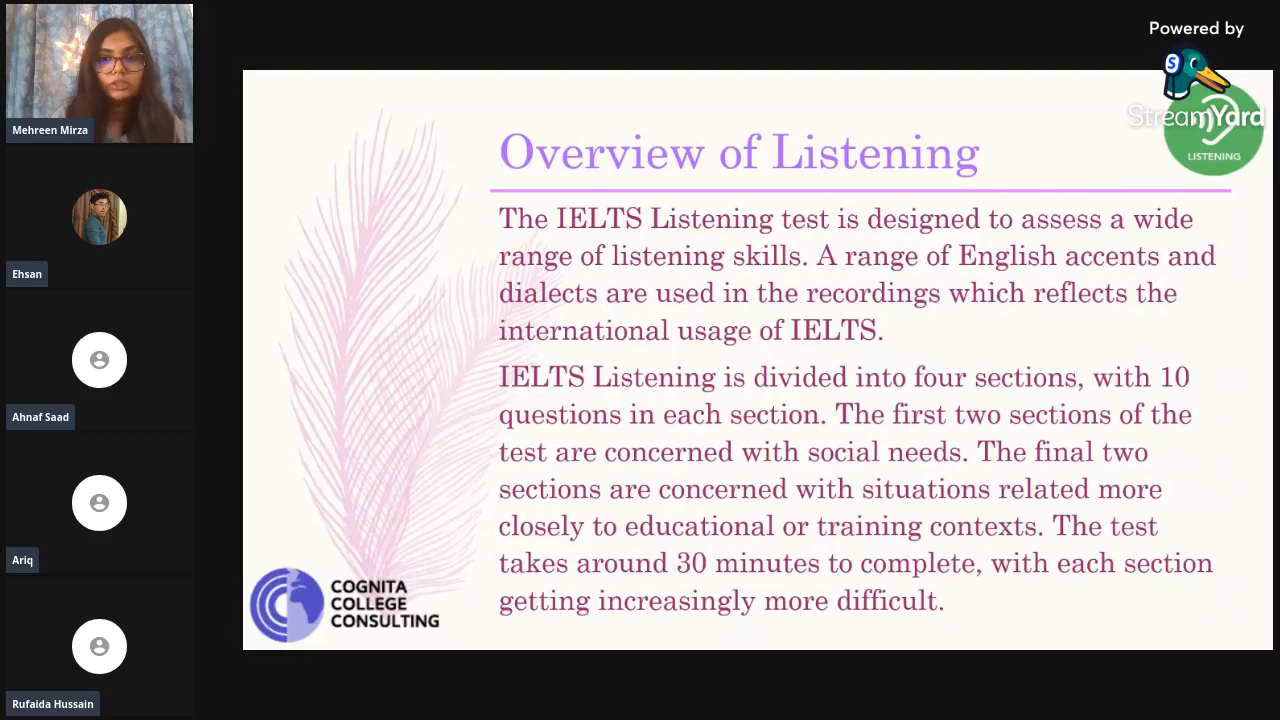 Mehreen Mirza
Ehsan
Ahnaf Saad
Ariq
Rufaida Hussain
Powered by
StreamYard
S
LISTENING
Overview of Listening
The IELTS Listening test is designed to assess a wide
range of listening skills. A range of English accents and
dialects are used in the recordings which reflects the
international usage of IELTS.
IELTS Listening is divided into four sections, with 10
questions in each section. The first two sections of the
test are concerned with social needs. The final two
sections are concerned with situations related more
closely to educational or training contexts. The test
takes around 30 minutes to complete, with each section
getting increasingly more difficult.
COGNITA
COLLEGE
CONSULTING